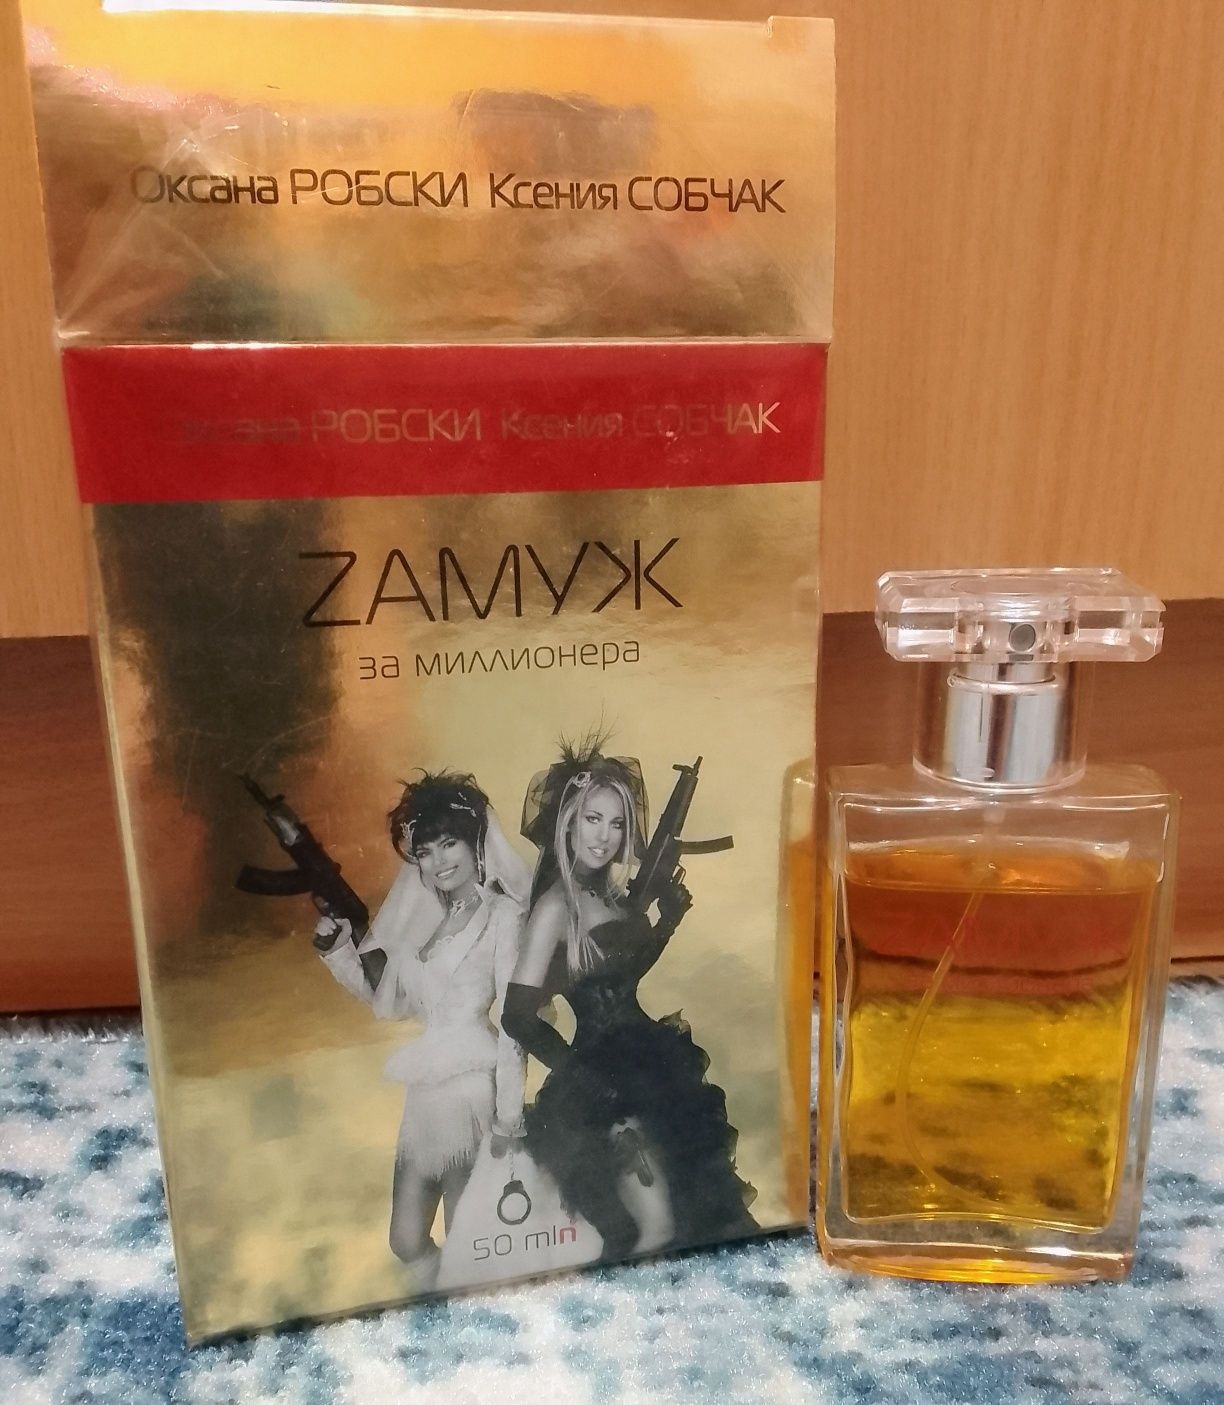 Оксана РОБСКИ Ксения СОБЧАК
Оксана РОБСКИ Ксения СОБЧАК
ZАМУЖ
за миллионера
50 mln